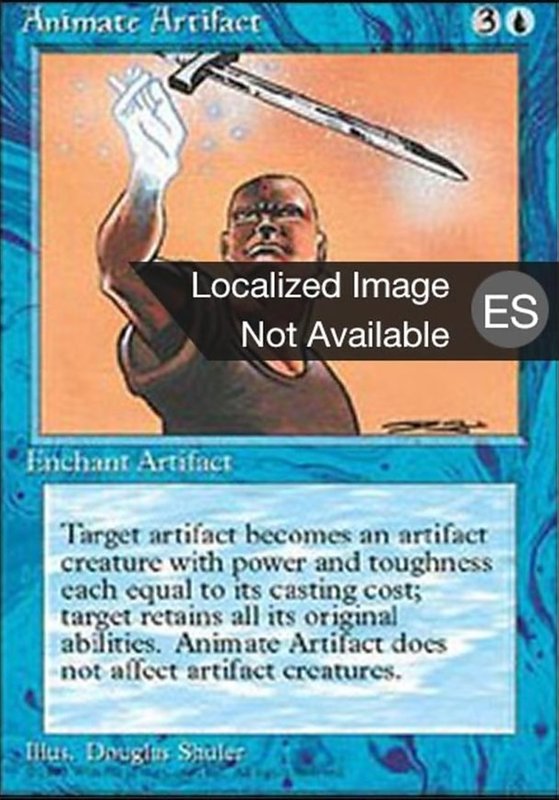 Animate Artifact
3
Localized Image
Not Available
ES
Enchant Artifact
Target artifact becomes an artifact
creature with power and toughness
each equal to its casting cost;
target retains all its original
abilities. Animate Artifact does
not affect artifact creatures.
Illus. Douglas Shuler